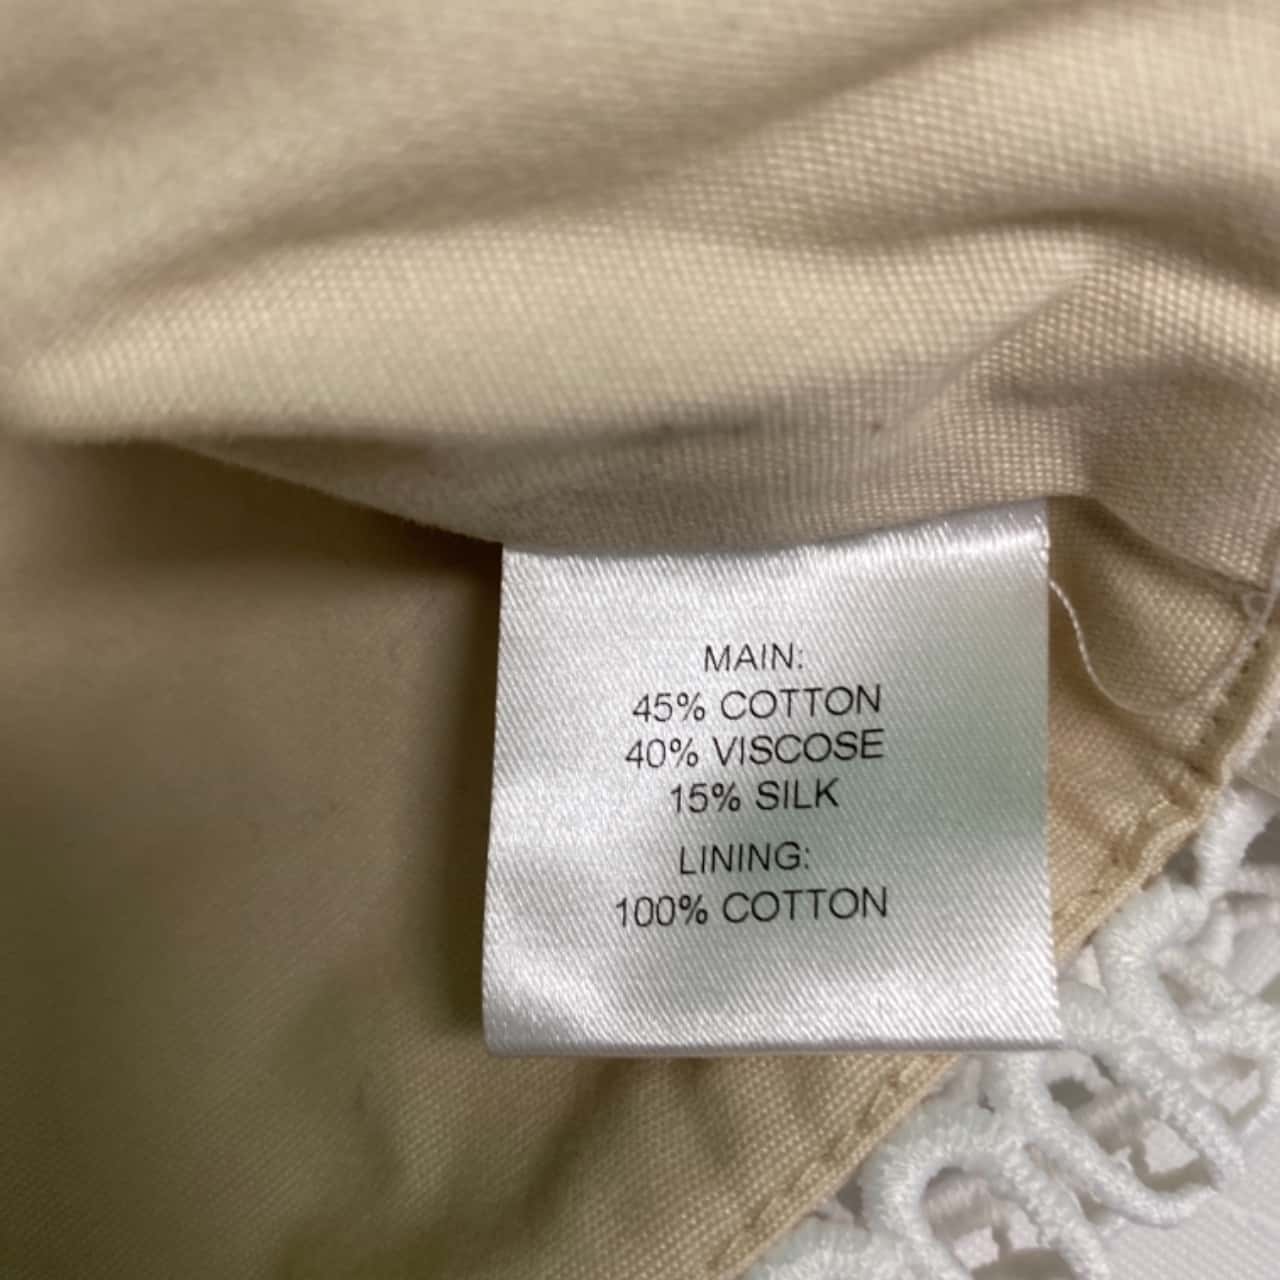 MAIN:
45% COTTON
40% VISCOSE
15% SILK
LINING:
100% COTTON